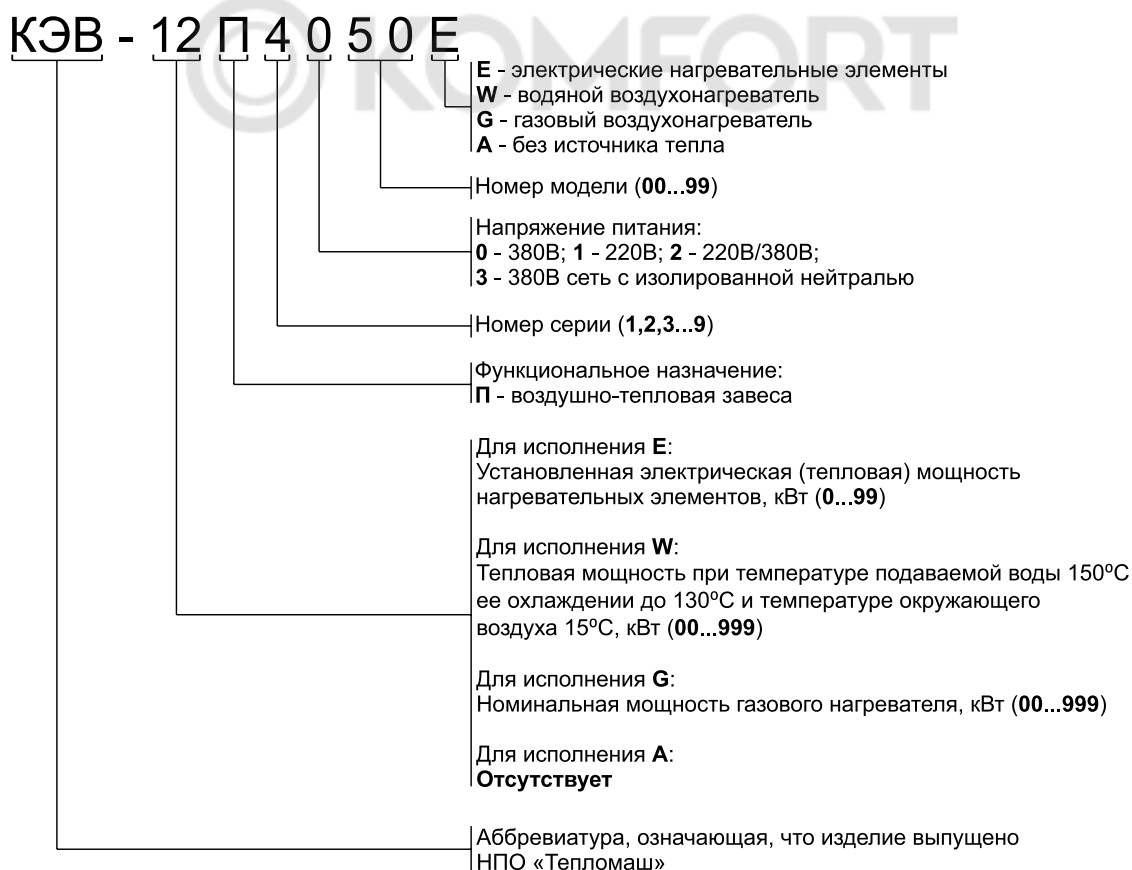 KOMFORT
КЭВ - 12 П 4 0 5 0 Е
Е - электрические нагревательные элементы
W - водяной воздухонагреватель
G - газовый воздухонагреватель
А - без источника тепла
Номер модели (00...99)
Напряжение питания:
0 - 380В; 1 - 220В; 2 - 220В/380В;
3 - 380В сеть с изолированной нейтралью
Номер серии (1,2,3...9)
Функциональное назначение:
П - воздушно-тепловая завеса
Для исполнения Е:
Установленная электрическая (тепловая) мощность
нагревательных элементов, кВт (0...99)
Для исполнения W:
Тепловая мощность при температуре подаваемой воды 150ºС
ее охлаждении до 130ºС и температуре окружающего
воздуха 15ºС, кВт (00...999)
Для исполнения G:
Номинальная мощность газового нагревателя, кВт (00...999)
Для исполнения А:
Отсутствует
Аббревиатура, означающая, что изделие выпущено
НПО «Тепломаш»